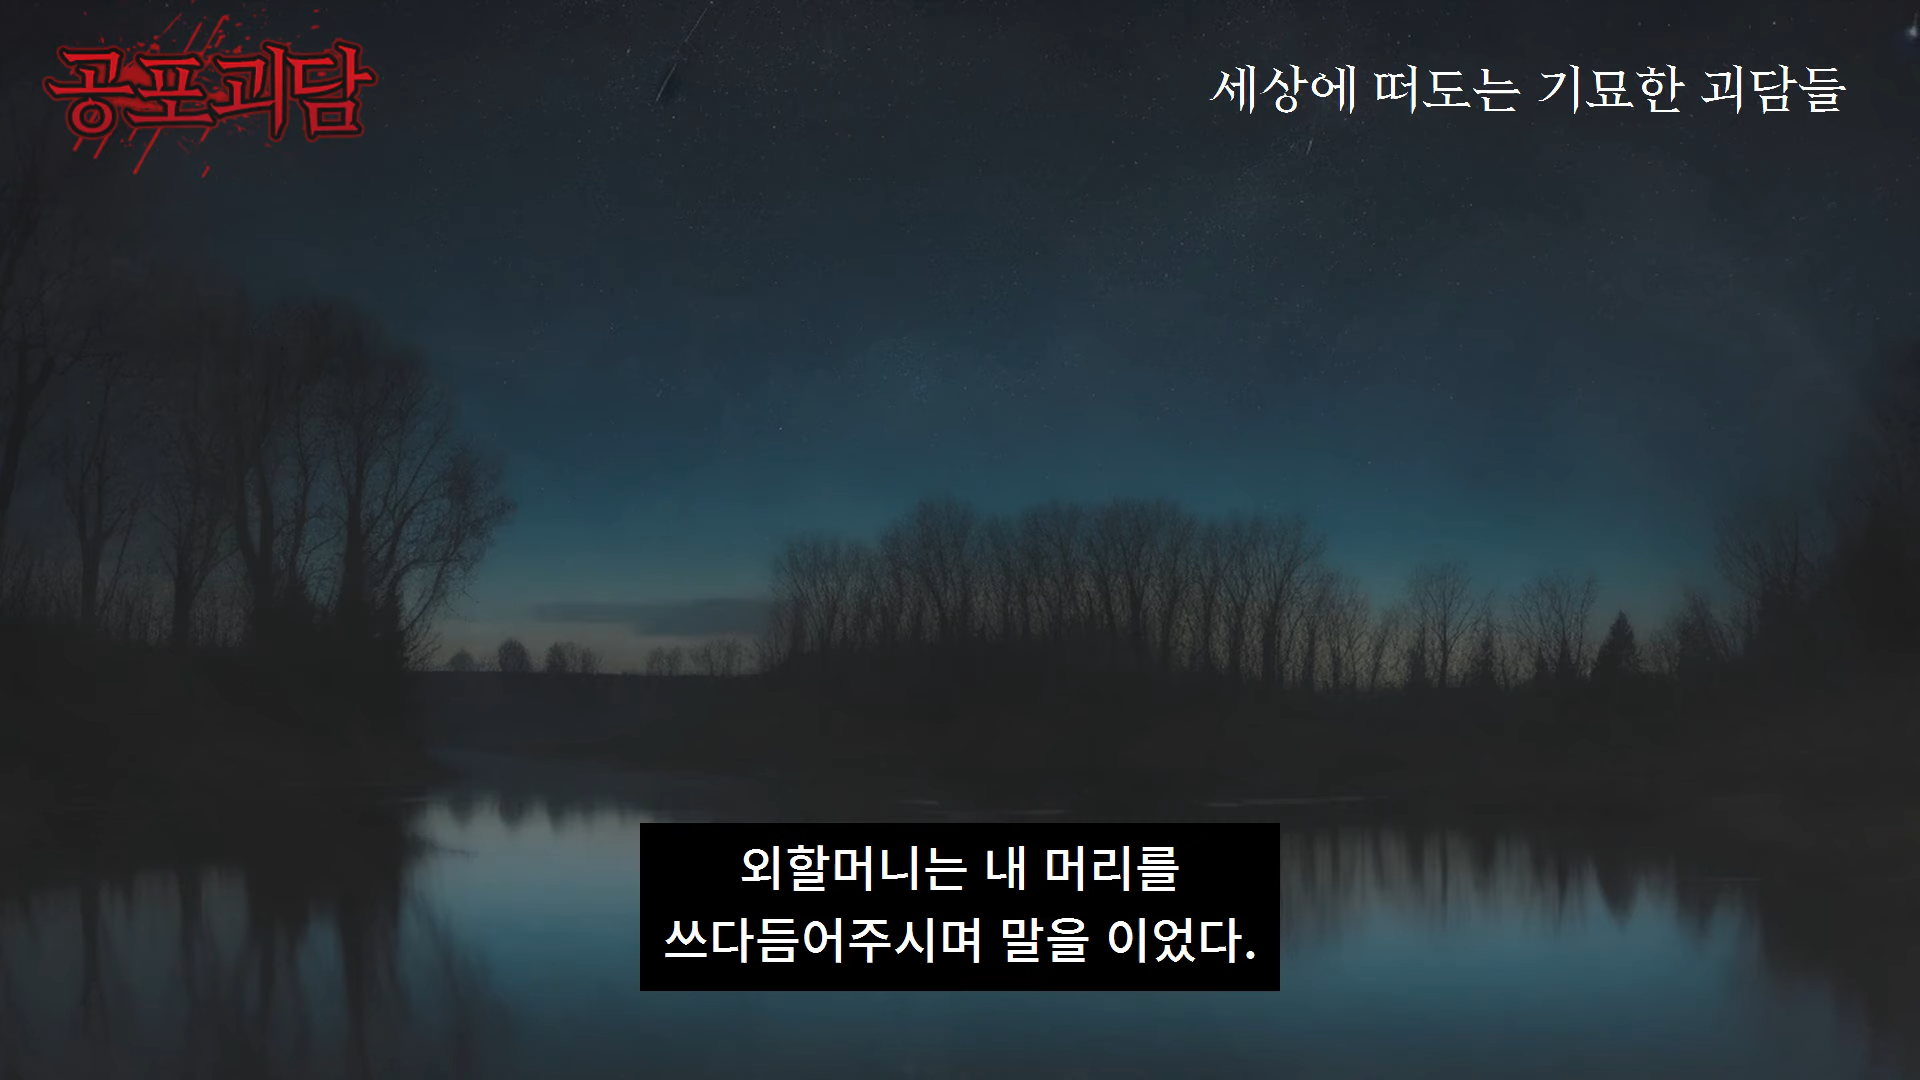 공포괴담
세상에 떠도는 기묘한 괴담들
외할머니는 내 머리를
쓰다듬어주시며 말을 이었다.